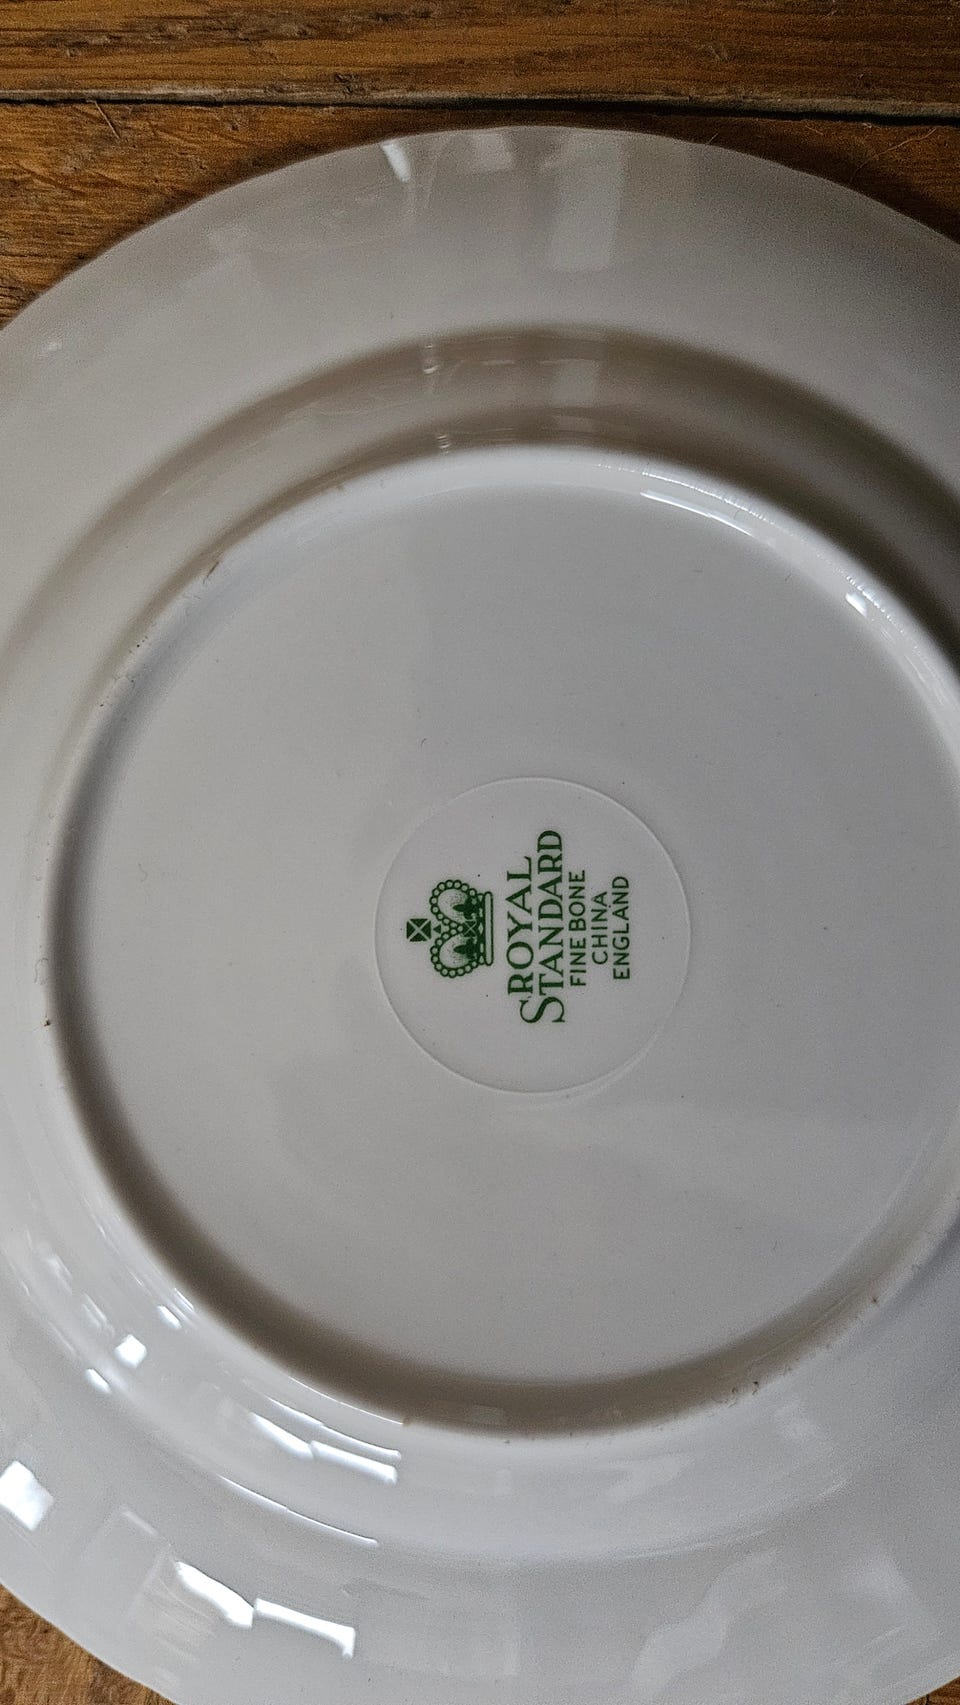 ROYAL
STANDARD
FINE BONE
CHINA
ENGLAND